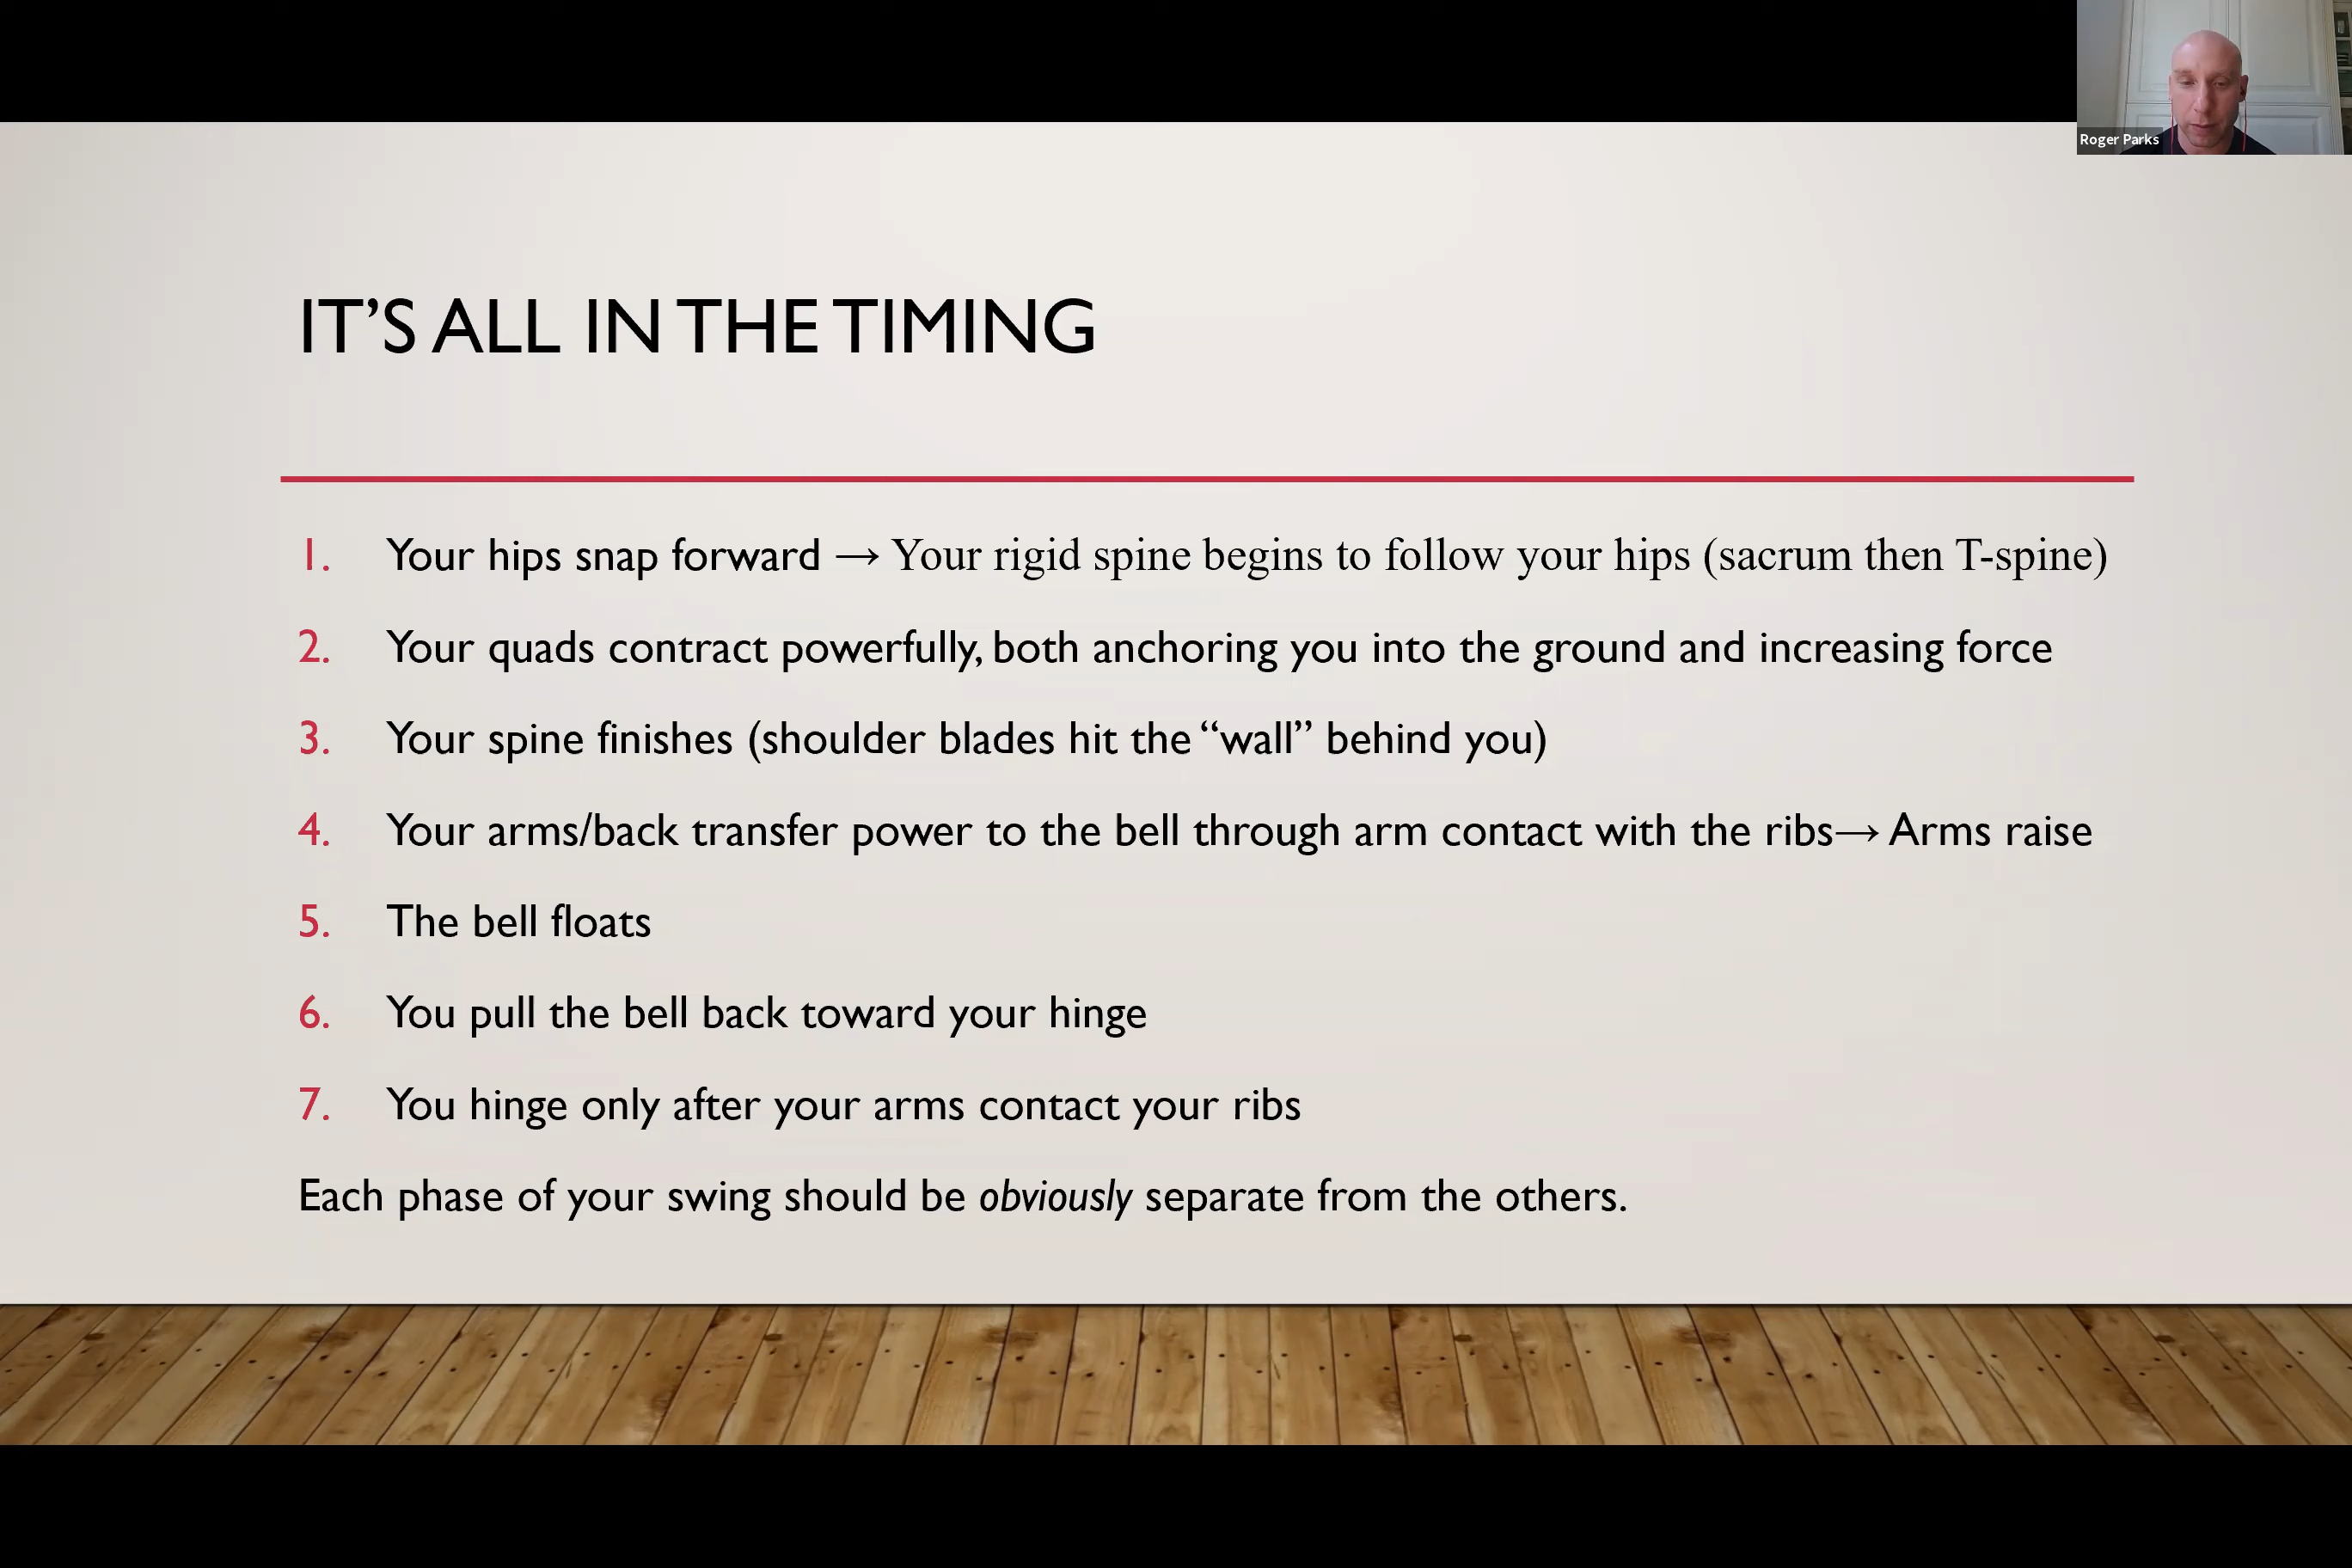 Roger Parks
IT’S ALL IN THE TIMING
1. Your hips snap forward → Your rigid spine begins to follow your hips (sacrum then T-spine)
2. Your quads contract powerfully, both anchoring you into the ground and increasing force
3. Your spine finishes (shoulder blades hit the “wall” behind you)
4. Your arms/back transfer power to the bell through arm contact with the ribs→ Arms raise
5. The bell floats
6. You pull the bell back toward your hinge
7. You hinge only after your arms contact your ribs
Each phase of your swing should be obviously separate from the others.